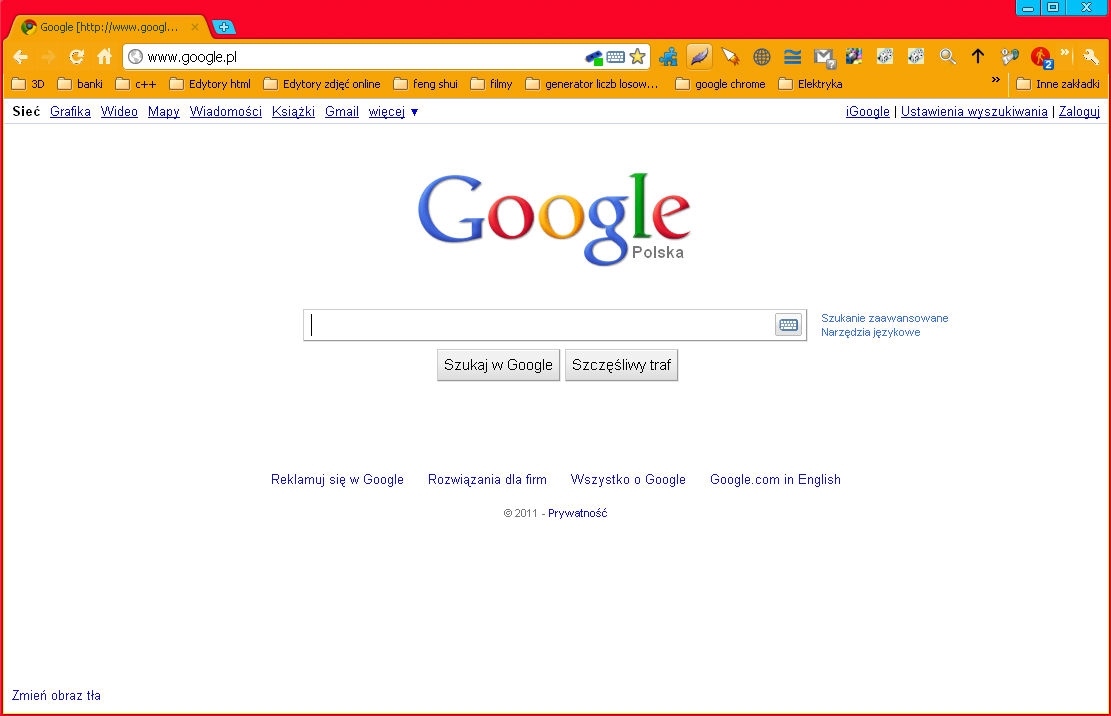 Google [http://www.googl...
www.google.pl
?
2
»
3D banki c++ Edytory html Edytory zdjęć online feng shui filmy generator liczb losow... google chrome Elektryka » Inne zakładki
Sieć Grafika Wideo Mapy Wiadomości Książki Gmail więcej ▼ iGoogle | Ustawienia wyszukiwania | Zaloguj
Google
Polska
Szukanie zaawansowane
Narzędzia językowe
Szukaj w Google Szczęśliwy traf
Reklamuj się w Google Rozwiązania dla firm Wszystko o Google Google.com in English
© 2011 - Prywatność
Zmień obraz tła